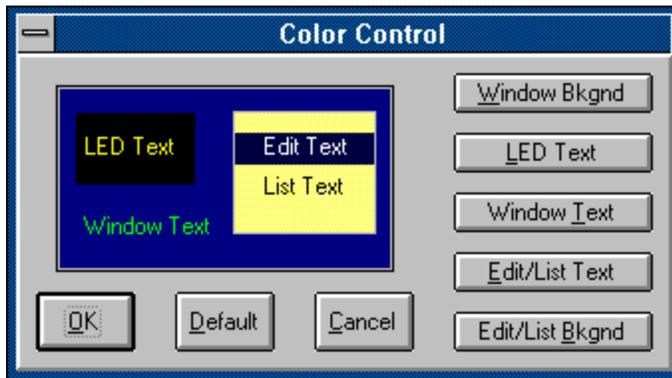 Color Control
LED Text
Edit Text
List Text
Window Text
Window Bkgnd
LED Text
Window Text
Edit/List Text
Edit/List Bkgnd
OK
Default
Cancel